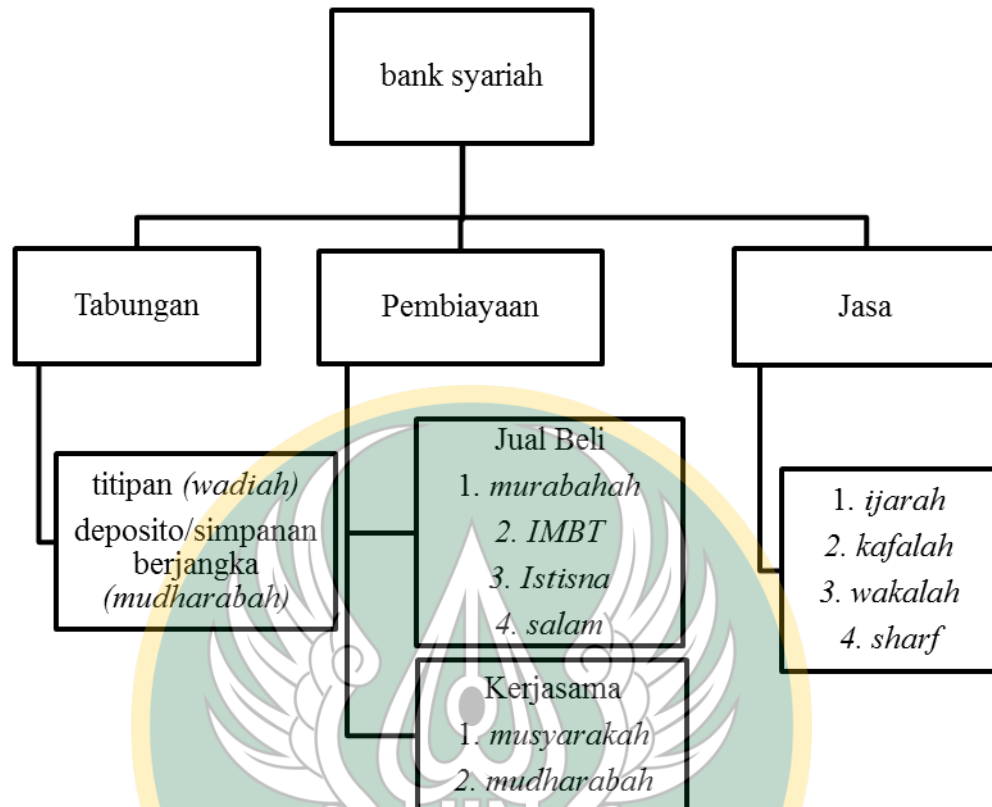 bank syariah
Tabungan
Pembiayaan
Jasa
titipan (wadiah)
deposito/simpanan
berjangka
(mudharabah)
Jual Beli
1. murabahah
2. IMBT
3. Istisna
4. salam
Kerjasama
1. musyarakah
2. mudharabah
1. ijarah
2. kafalah
3. wakalah
4. sharf